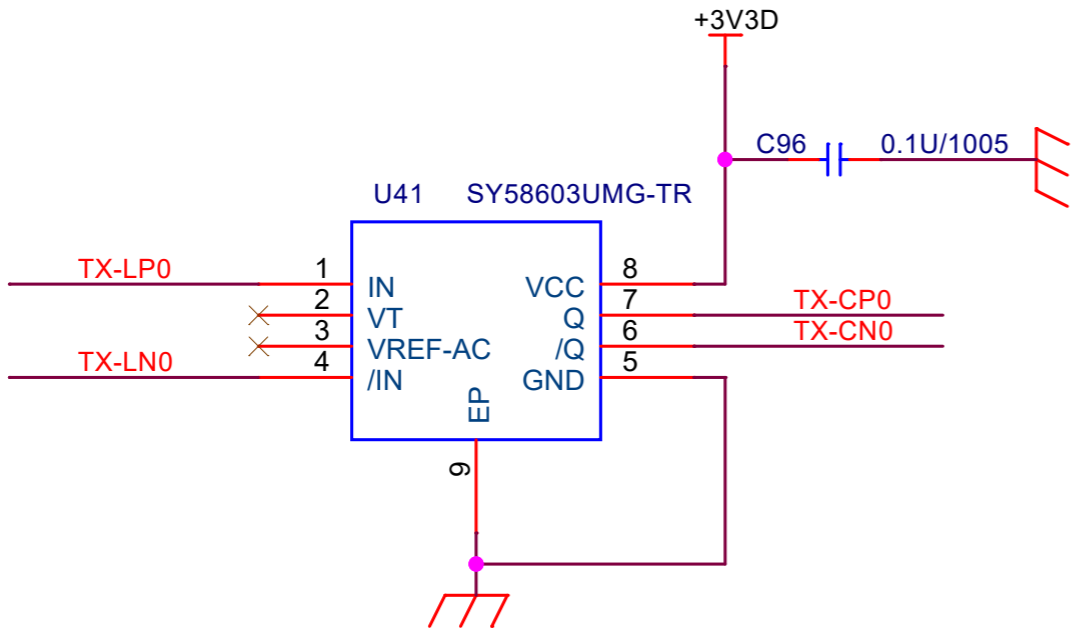 +3V3D
C96 0.1U/1005
U41 SY58603UMG-TR
TX-LP0 1 IN VCC 8
2 VT Q 7 TX-CP0
3 VREF-AC /Q 6 TX-CN0
TX-LN0 4 /IN GND 5
EP
9